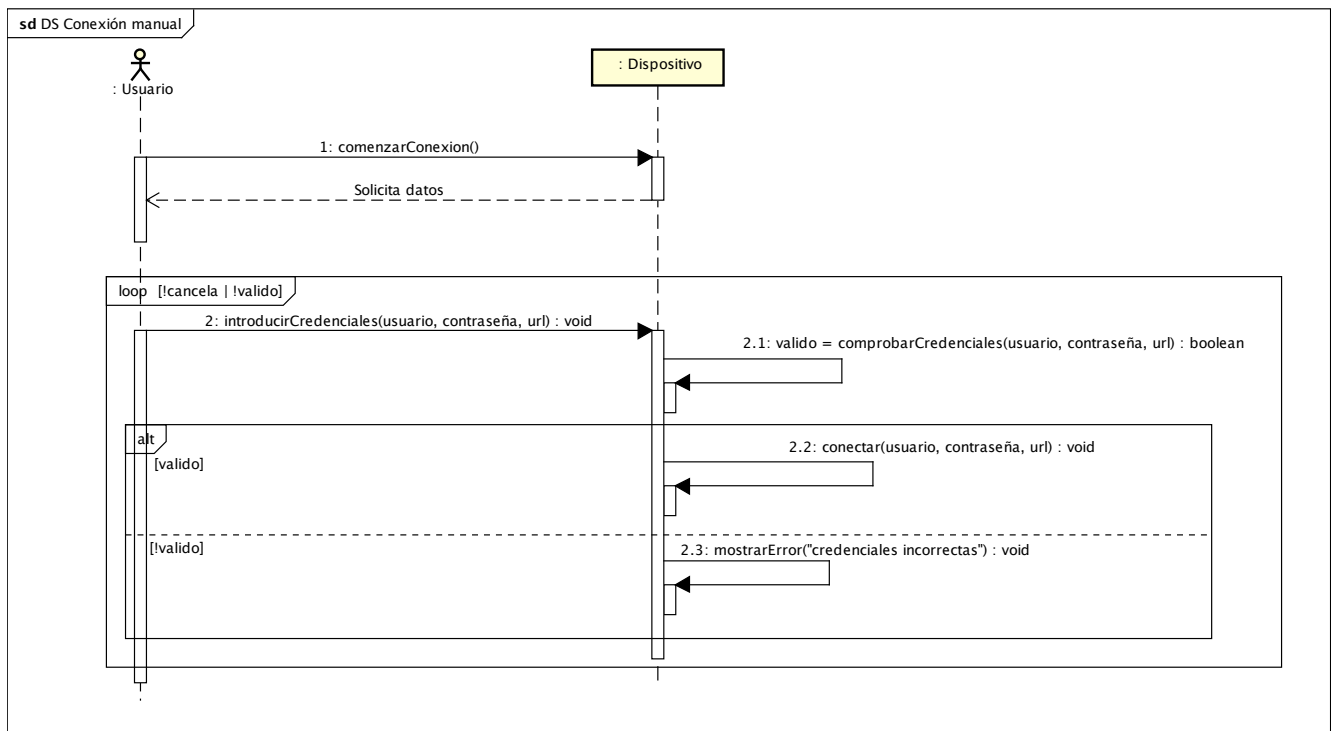 sd DS Conexión manual
: Usuario
: Dispositivo
1: comenzarConexion()
Solicita datos
loop [!cancela | !valido]
2: introducirCredenciales(usuario, contraseña, url) : void
2.1: valido = comprobarCredenciales(usuario, contraseña, url) : boolean
alt
2.2: conectar(usuario, contraseña, url) : void
[valido]
[!valido]
2.3: mostrarError("credenciales incorrectas") : void